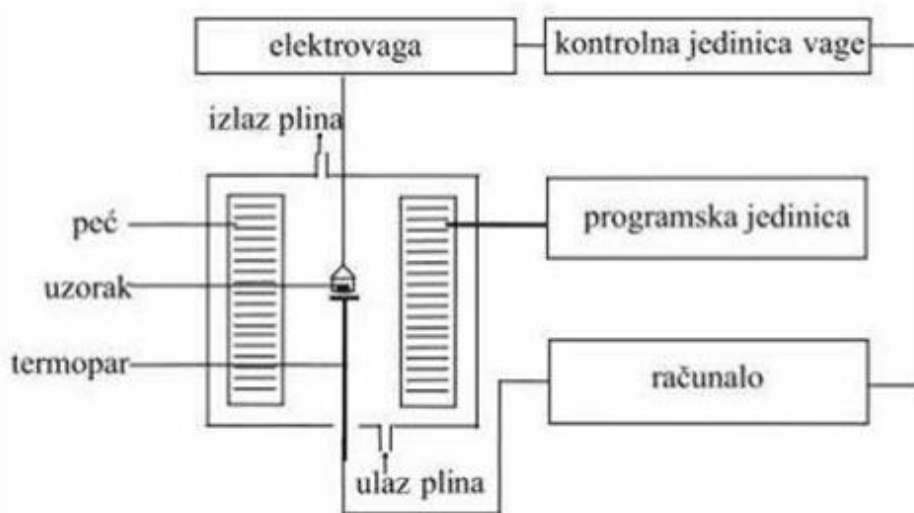 elektrovaga
kontrolna jedinica vage
izlaz plina
peć
programska jedinica
uzorak
termopar
računalo
ulaz plina